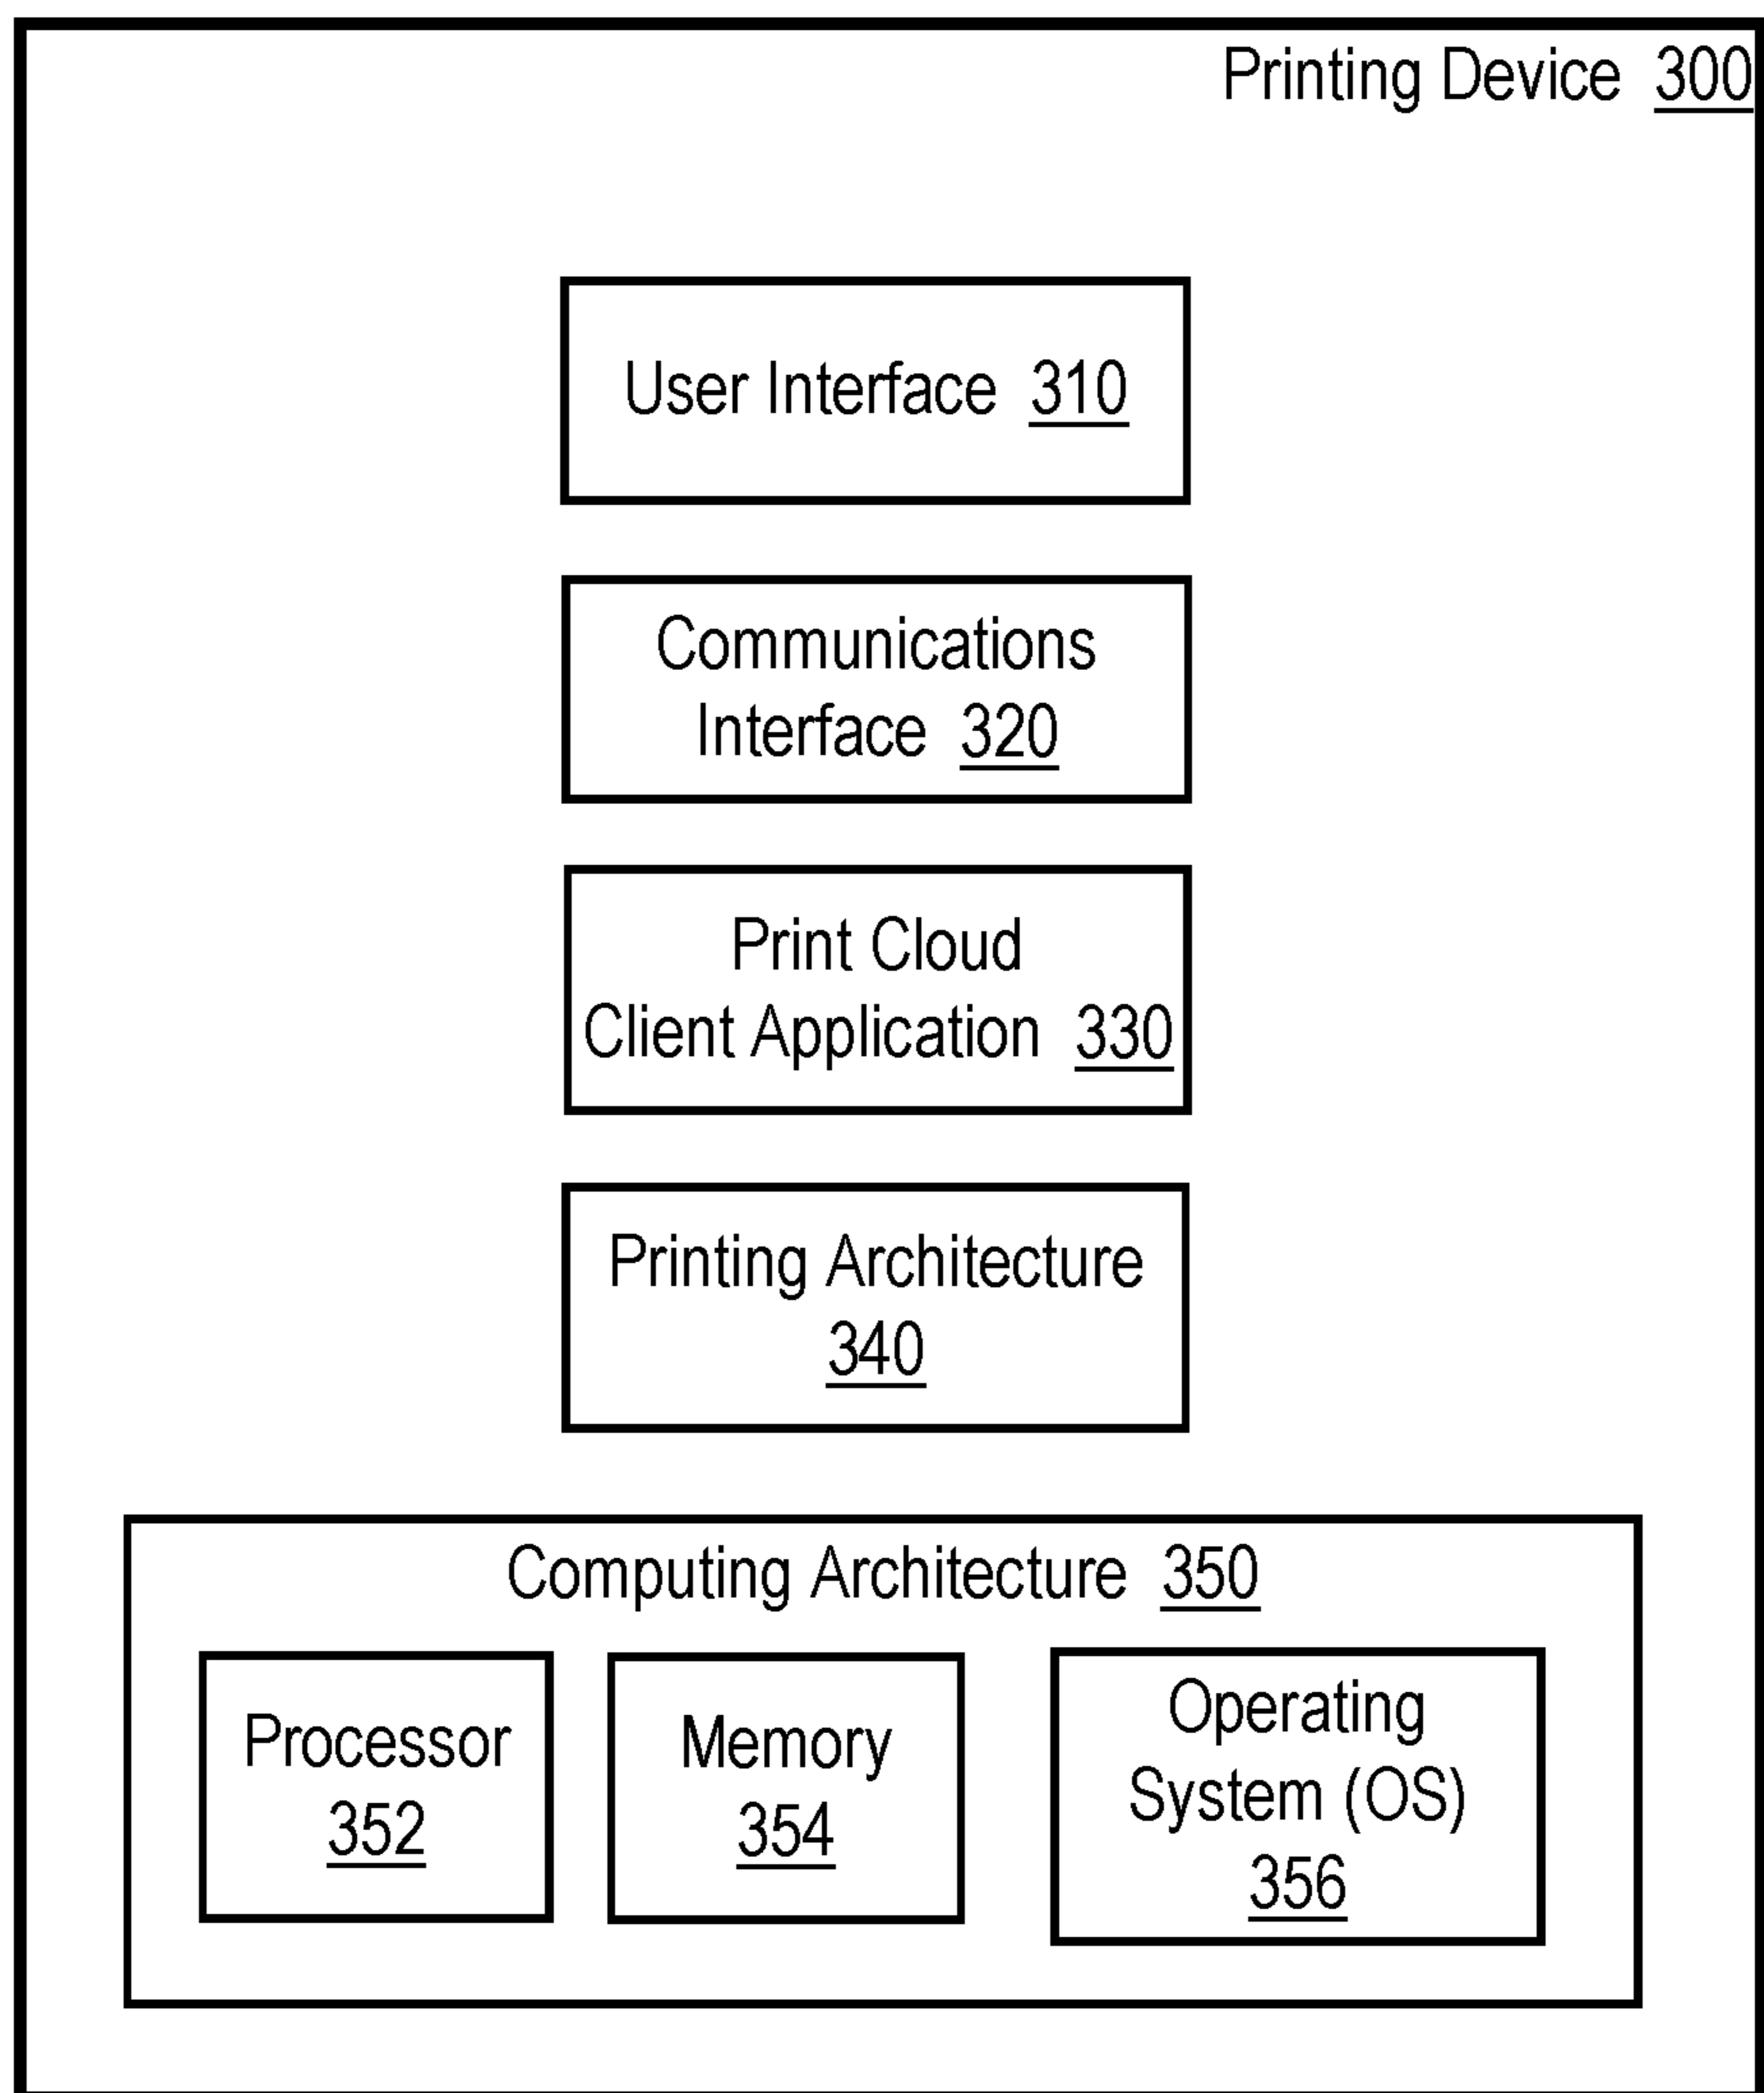 Printing Device 300
User Interface 310
Communications
Interface 320
Print Cloud
Client Application 330
Printing Architecture
340
Computing Architecture 350
Processor
352
Memory
354
Operating
System (OS)
356